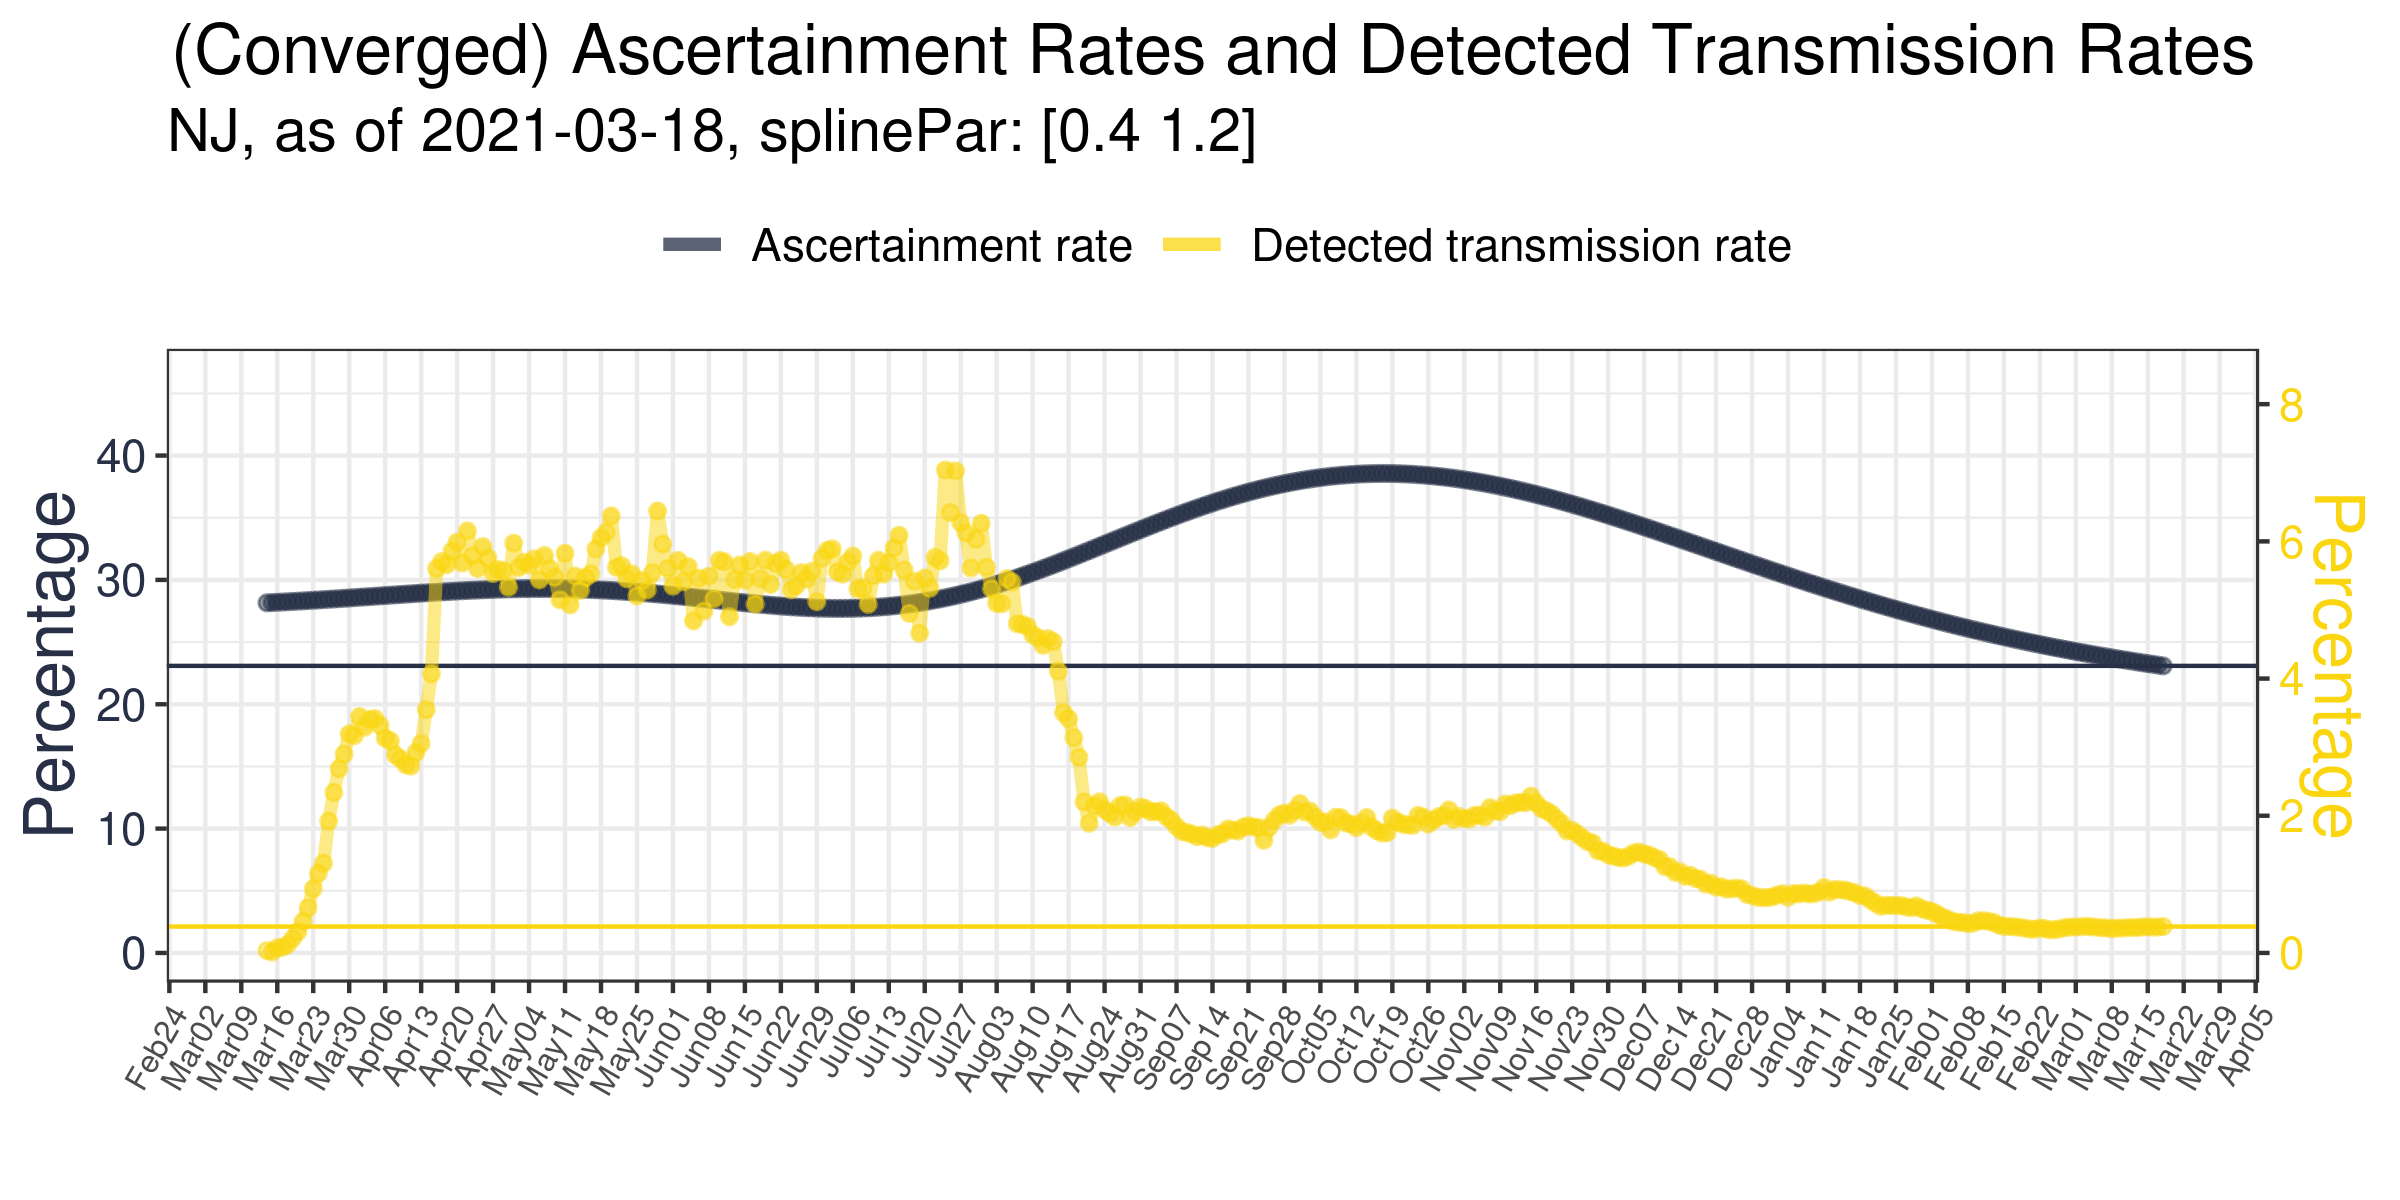 (Converged) Ascertainment Rates and Detected Transmission Rates
NJ, as of 2021-03-18, splinePar: [0.4 1.2]
Ascertainment rate Detected transmission rate
Percentage
40
30
20
10
0
8
6
4
2
0
Percentage
Feb24 Mar02 Mar09 Mar16 Mar23 Mar30 Apr06 Apr13 Apr20 Apr27 May04 May11 May18 May25 Jun01 Jun08 Jun15 Jun22 Jun29 Jul06 Jul13 Jul20 Jul27 Aug03 Aug10 Aug17 Aug24 Aug31 Sep07 Sep14 Sep21 Sep28 Oct05 Oct12 Oct19 Oct26 Nov02 Nov09 Nov16 Nov23 Nov30 Dec07 Dec14 Dec21 Dec28 Jan04 Jan11 Jan18 Jan25 Feb01 Feb08 Feb15 Feb22 Mar01 Mar08 Mar15 Mar22 Mar29 Apr05